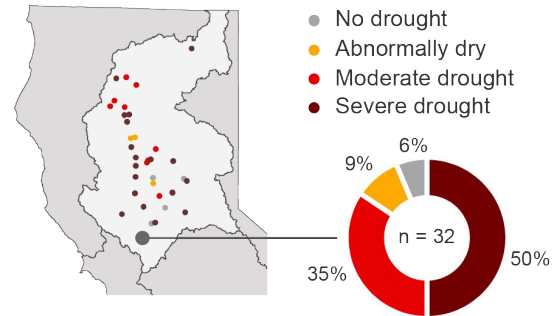 No drought
Abnormally dry
Moderate drought
Severe drought
6%
9%
n = 32
50%
35%